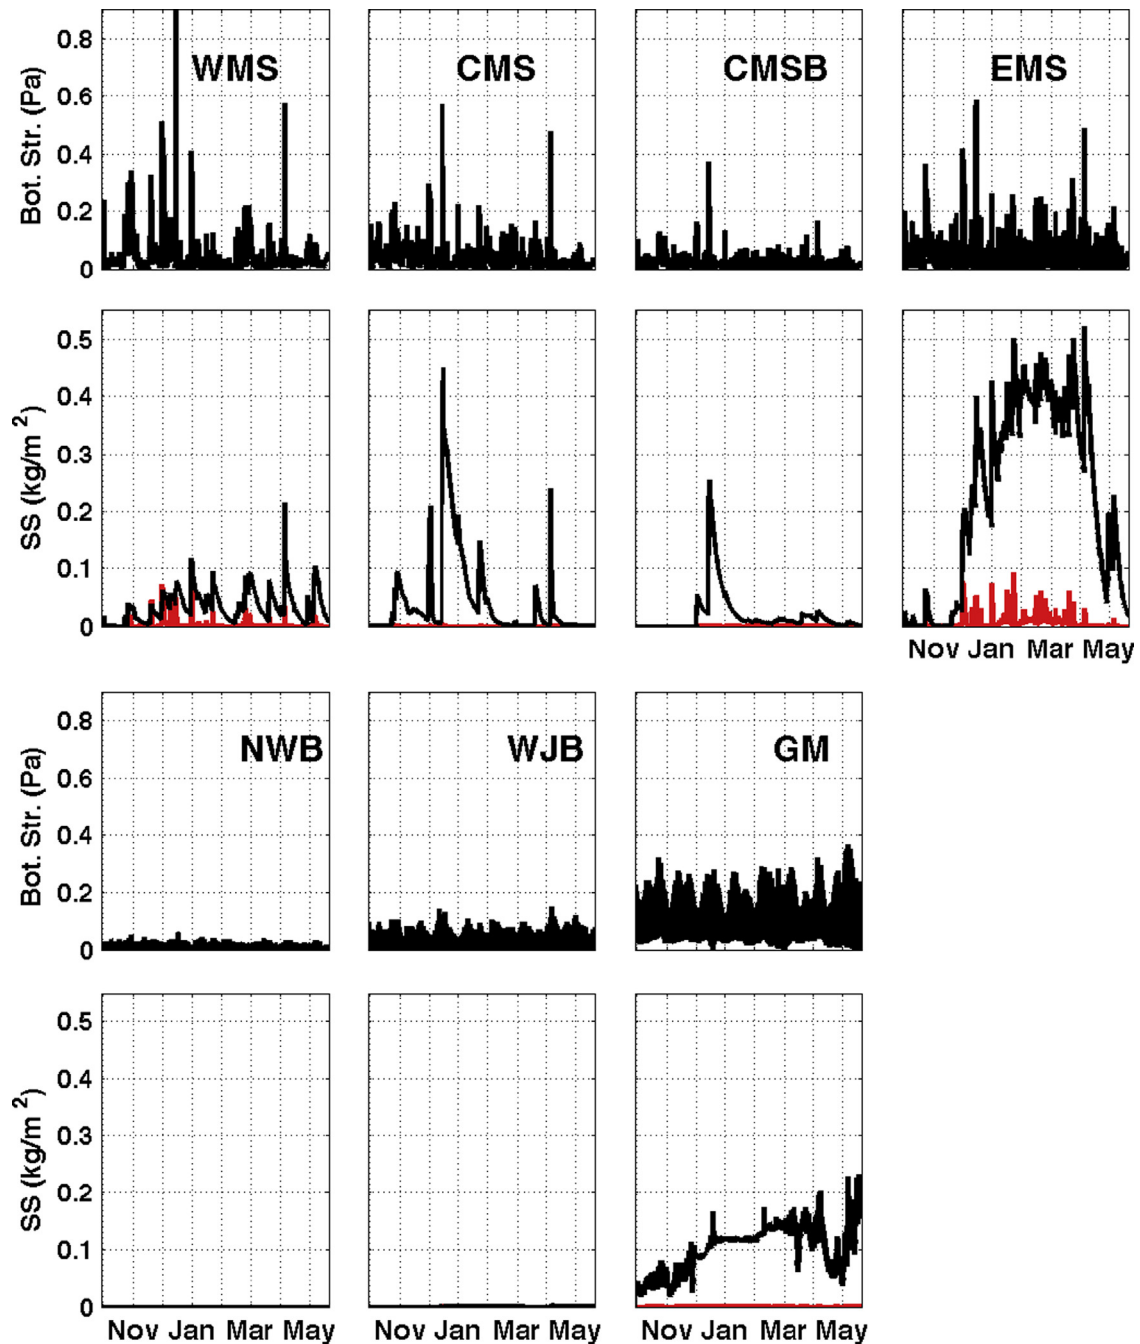 WMS CMS CMSB EMS
Bot. Str. (Pa)
0.8
0.6
0.4
0.2
0
SS (kg/m 2)
0.5
0.4
0.3
0.2
0.1
0
Nov Jan Mar May
NWB WJB GM
Bot. Str. (Pa)
0.8
0.6
0.4
0.2
0
SS (kg/m 2)
0.5
0.4
0.3
0.2
0.1
0
Nov Jan Mar May Nov Jan Mar May Nov Jan Mar May